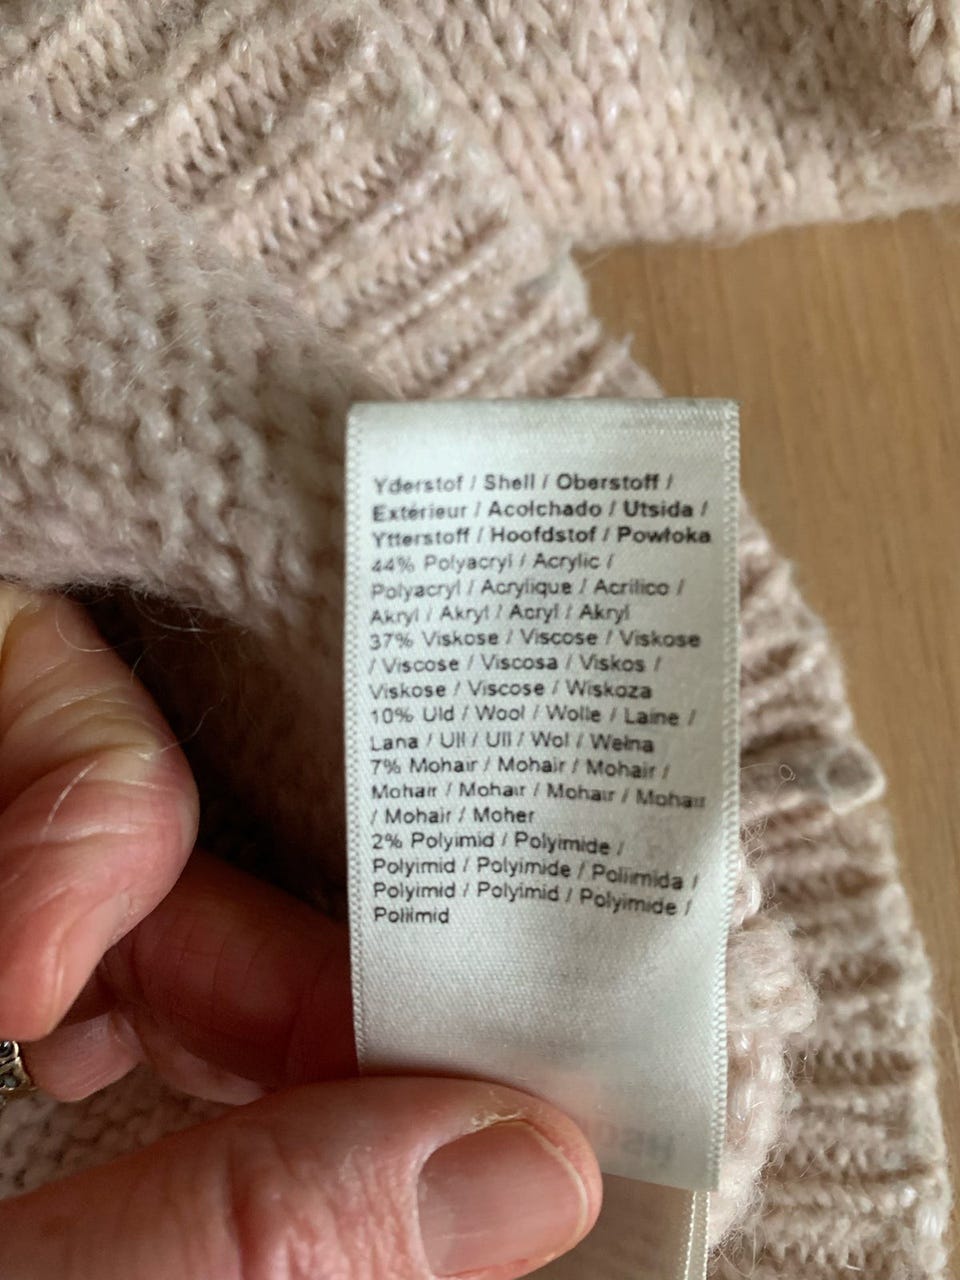 Yderstof / Shell / Oberstoff /
Extérieur / Acolchado / Utsida /
Ytterstoff / Hoofdstof / Powłoka
44% Polyacryl / Acrylic /
Polyacryl / Acrylique / Acrilico /
Akryl / Akryl / Acryl / Akryl
37% Viskose / Viscose / Viskose
/ Viscose / Viscosa / Viskos /
Viskose / Viscose / Wiskoza
10% Uld / Wool / Wolle / Laine /
Lana / Ull / Ull / Wol / Wełna
7% Mohair / Mohair / Mohair /
Mohair / Mohair / Mohair / Mohair
/ Mohair / Moher
2% Polyimid / Polyimide /
Polyimid / Polyimide / Poliimida /
Polyimid / Polyimid / Polyimide /
Poliimid